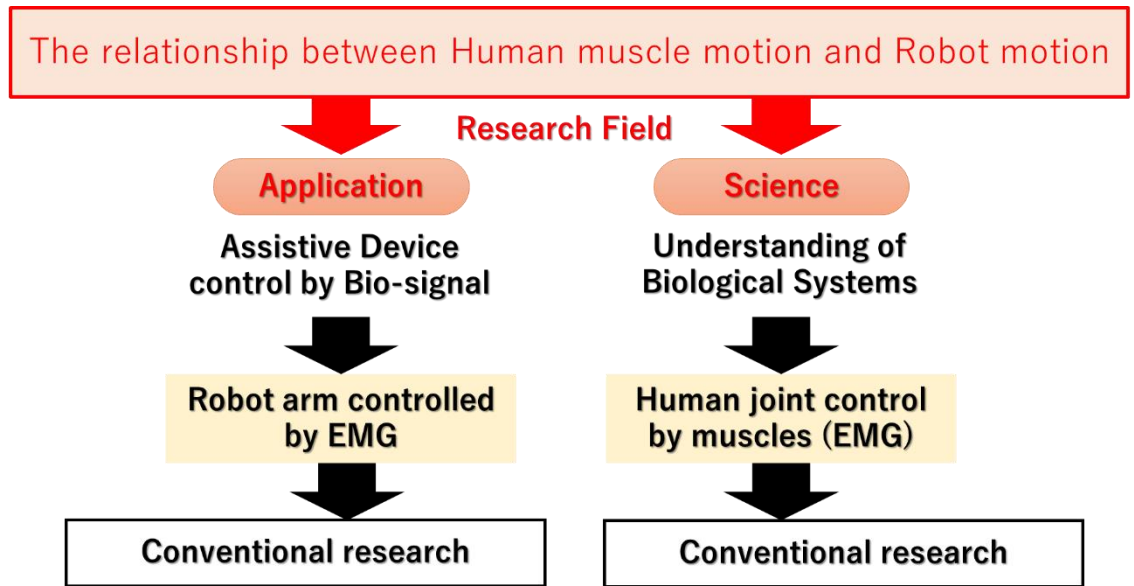 The relationship between Human muscle motion and Robot motion
Research Field
Application
Assistive Device
control by Bio-signal
Robot arm controlled
by EMG
Conventional research
Science
Understanding of
Biological Systems
Human joint control
by muscles (EMG)
Conventional research